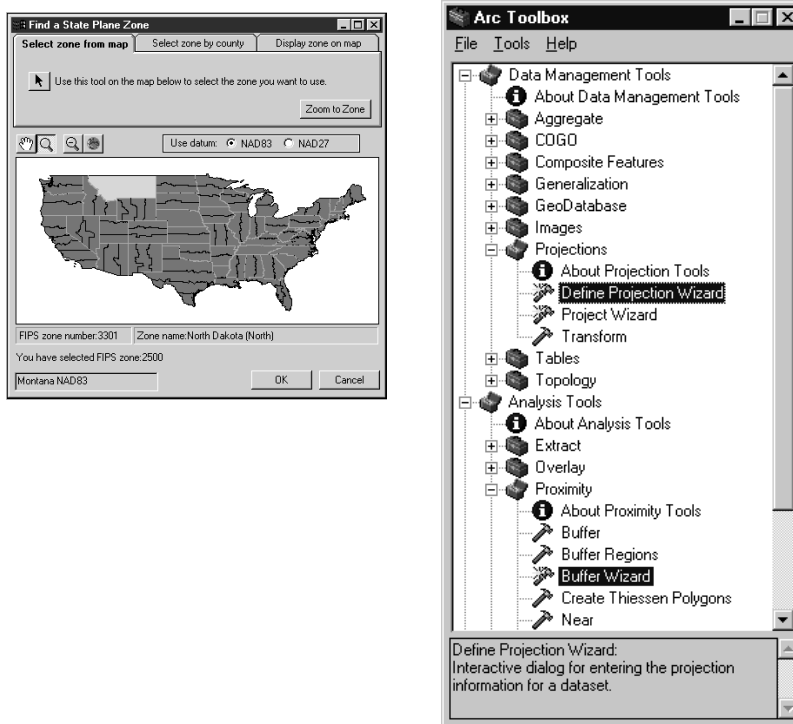 Find a State Plane Zone
Select zone from map
Select zone by county
Display zone on map
Use this tool on the map below to select the zone you want to use.
Zoom to Zone
Use datum: NAD83 NAD27
FIPS zone number:3301
Zone name:North Dakota (North)
You have selected FIPS zone:2500
Montana NAD83
OK
Cancel
Arc Toolbox
File Tools Help
Data Management Tools
About Data Management Tools
Aggregate
COGO
Composite Features
Generalization
GeoDatabase
Images
Projections
About Projection Tools
Define Projection Wizard
Project Wizard
Transform
Tables
Topology
Analysis Tools
About Analysis Tools
Extract
Overlay
Proximity
About Proximity Tools
Buffer
Buffer Regions
Buffer Wizard
Create Thiessen Polygons
Near
Define Projection Wizard:
Interactive dialog for entering the projection
information for a dataset.